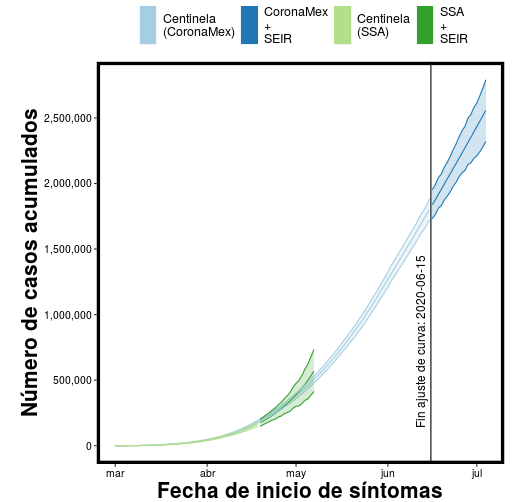 Centinela
(CoronaMex)
CoronaMex
+
SEIR
Centinela
(SSA)
SSA
+
SEIR
Número de casos acumulados
2,500,000
2,000,000
1,500,000
1,000,000
500,000
0
Fin ajuste de curva: 2020-06-15
mar
abr
may
jun
jul
Fecha de inicio de síntomas